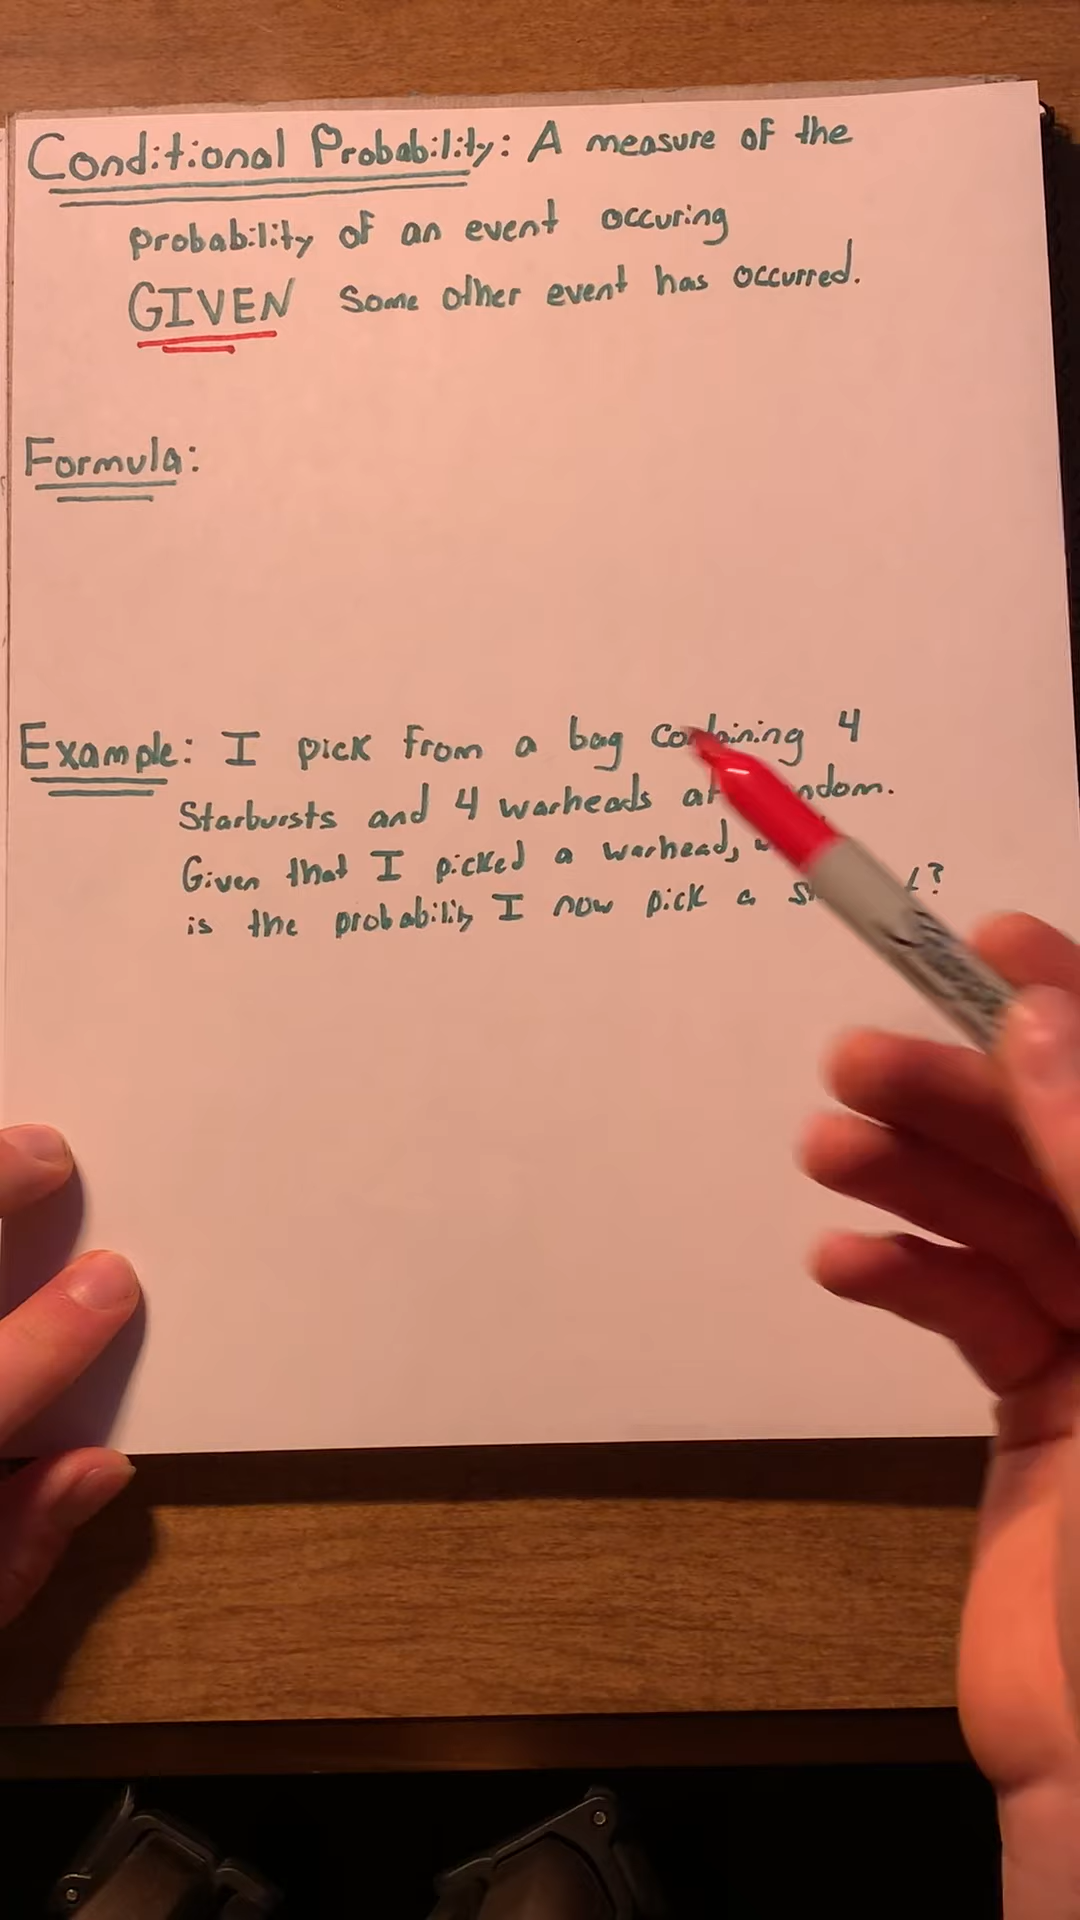 Conditional Probability: A measure of the
probability of an event occuring
GIVEN some other event has occurred.
Formula:
Example: I pick from a bag 4
Starbursts and 4 warheads at
Given that I picked a warhead,
is the probability I now pick a